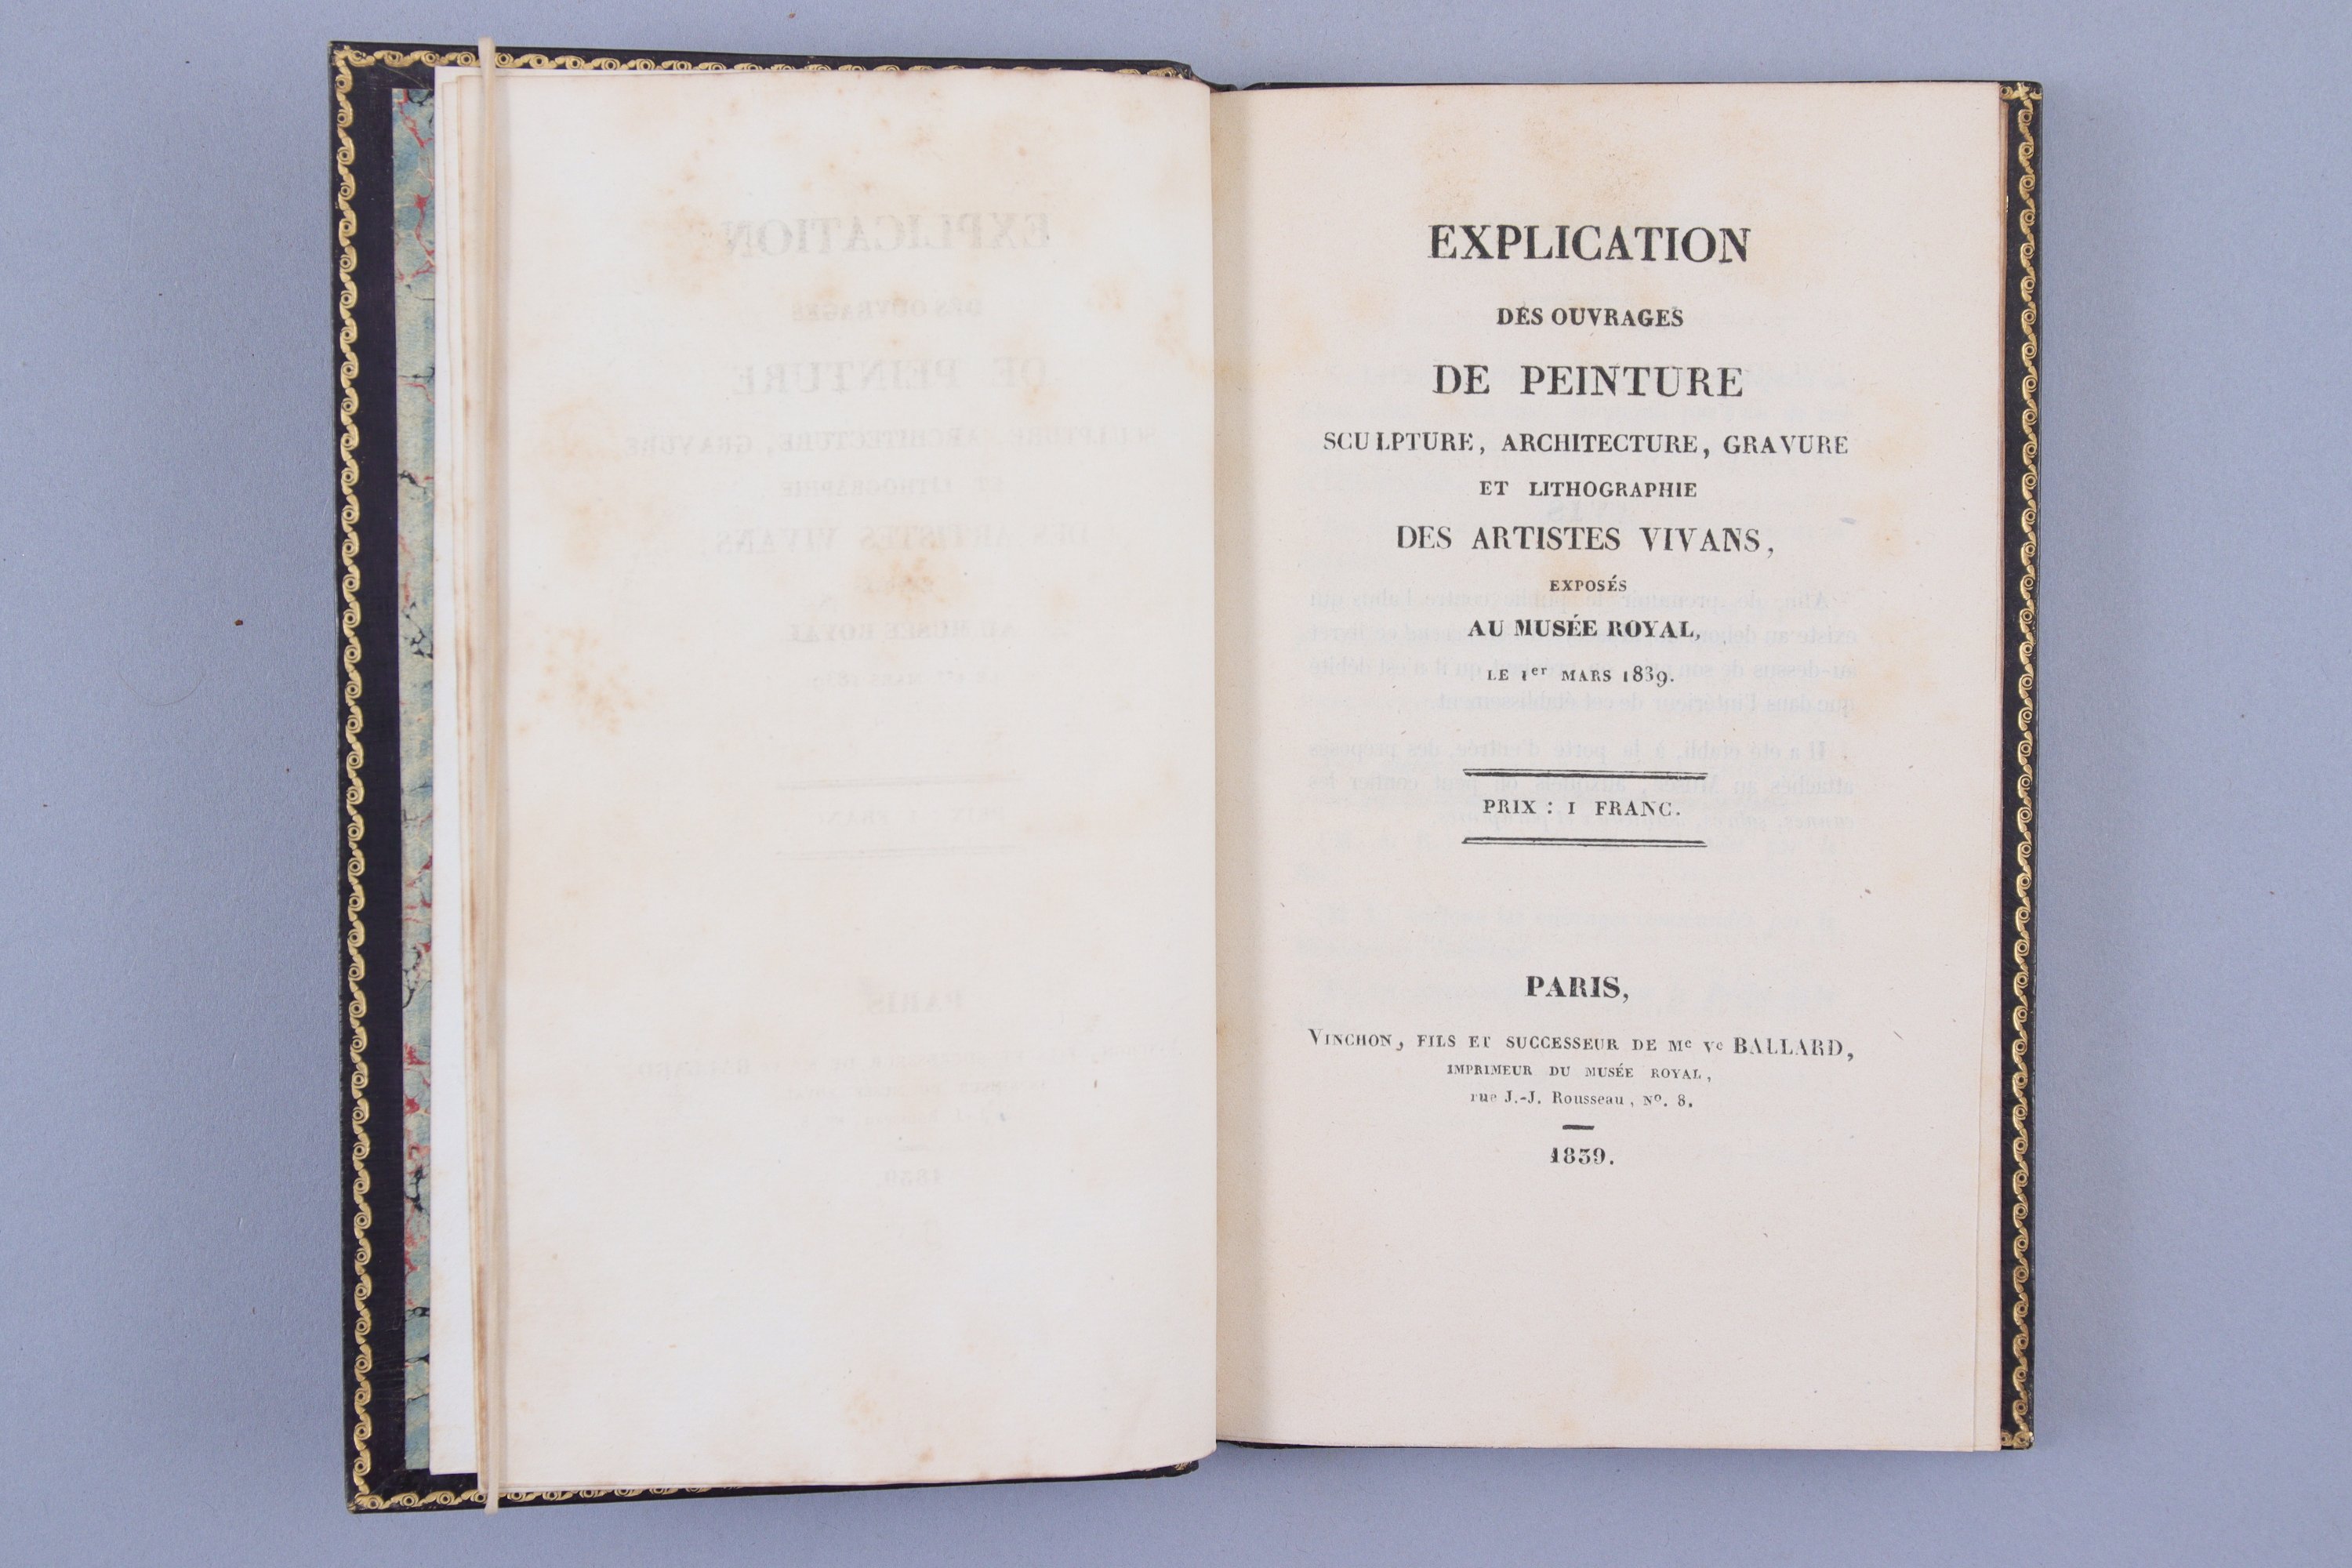 EXPLICATION
DES OUVRAGES
DE PEINTURE
SCULPTURE, ARCHITECTURE, GRAVURE
ET LITHOGRAPHIE
DES ARTISTES VIVANS,
EXPOSÉS
AU MUSÉE ROYAL,
LE 1er MARS 1839.
PRIX : 1 FRANC.
PARIS,
VINCHON, FILS ET SUCCESSEUR DE Me Ve BALLARD,
IMPRIMEUR DU MUSÉE ROYAL,
rue J.-J. Rousseau, No. 8.
1839.